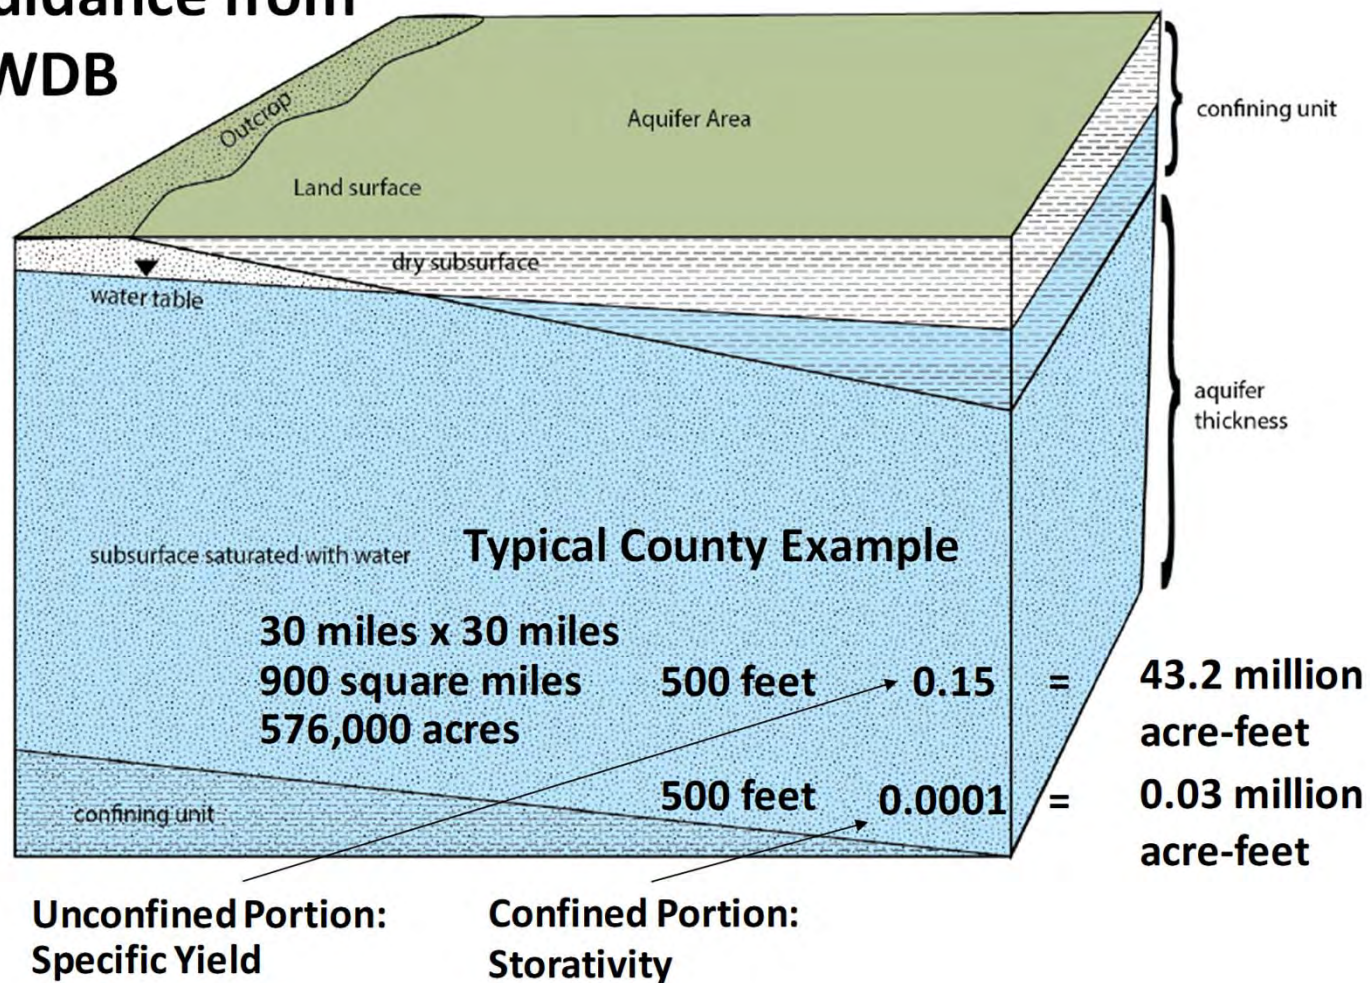 WDB
Outcrop
Aquifer Area
confining unit
Land surface
dry subsurface
water table
aquifer
thickness
subsurface saturated with water
Typical County Example
30 miles x 30 miles
900 square miles
576,000 acres
500 feet 0.15 = 43.2 million
acre-feet
500 feet 0.0001 = 0.03 million
acre-feet
confining unit
Unconfined Portion:
Specific Yield
Confined Portion:
Storativity